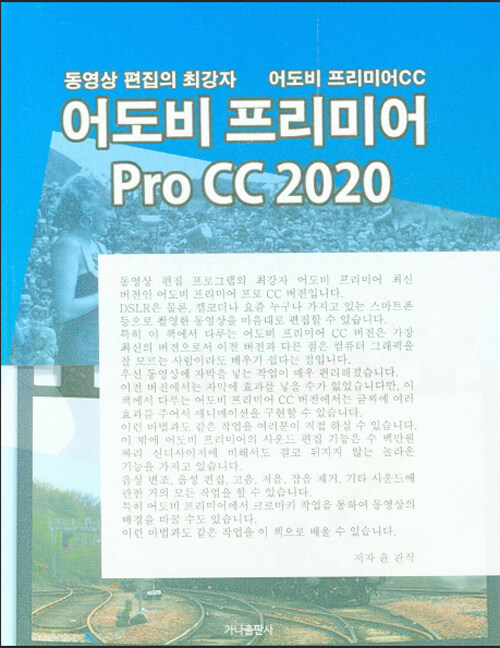 동영상 편집의 최강자 어도비 프리미어CC
어도비 프리미어
Pro CC 2020
동영상 편집 프로그램의 최강자 어도비 프리미어 최신
버전인 어도비 프리미어 프로 CC 버전입니다.
DSLR은 물론, 캠코더나 요즘 누구나 가지고 있는 스마트폰
등으로 촬영한 동영상을 마음대로 편집할 수 있습니다.
특히 이 책에서 다루는 어도비 프리미어 CC 버전은 가장
최신의 버전으로서 이전 버전과 다른 점은 컴퓨터 그래픽을
잘 모르는 사람이라도 배우기 쉽다는 점입니다.
우선 동영상에 자막을 넣는 작업이 매우 편리해졌습니다.
이전 버전에서는 자막에 효과를 넣을 수가 없었습니다만, 이
책에서 다루는 어도비 프리미어 CC 버전에서는 글씨에 여러
효과를 주어서 애니메이션을 구현할 수 있습니다.
이런 마법과도 같은 작업을 여러분이 직접 하실 수 있습니다.
이 밖에 어도비 프리미어의 사운드 편집 기능은 수 백만원
짜리 신디사이저에 비해서도 결코 뒤지지 않는 놀라운
기능을 가지고 있습니다.
음성 변조, 음성 편집, 고음, 저음, 잡음 제거, 기타 사운드에
관한 거의 모든 작업을 할 수 있습니다.
특히 어도비 프리미어에서 크로마키 작업을 통하여 동영상의
배경을 바꿀 수도 있습니다.
이런 마법과도 같은 작업을 이 책으로 배울 수 있습니다.
저자 윤 관식
가나출판사